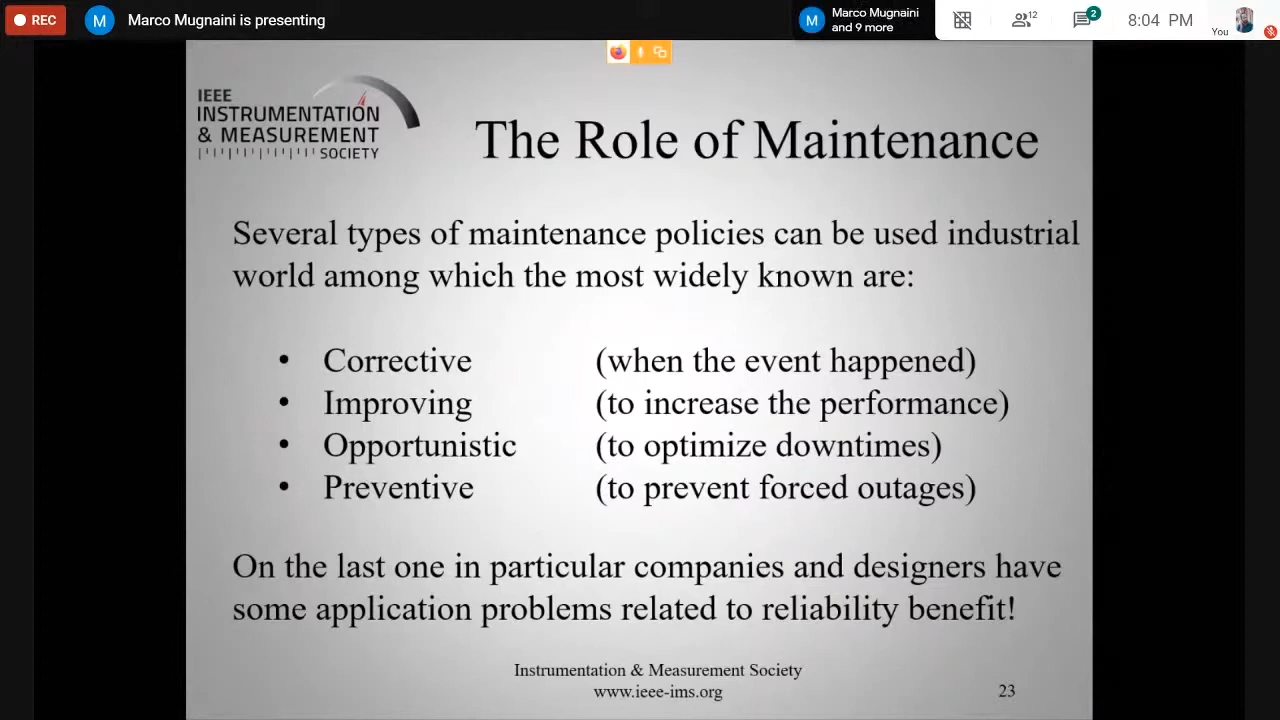 REC
M
Marco Mugnaini is presenting
M
Marco Mugnaini
and 9 more
12
2
8:04 PM
You
IEEE
INSTRUMENTATION
& MEASUREMENT
SOCIETY
The Role of Maintenance
Several types of maintenance policies can be used industrial
world among which the most widely known are:
• Corrective (when the event happened)
• Improving (to increase the performance)
• Opportunistic (to optimize downtimes)
• Preventive (to prevent forced outages)
On the last one in particular companies and designers have
some application problems related to reliability benefit!
Instrumentation & Measurement Society
www.ieee-ims.org
23